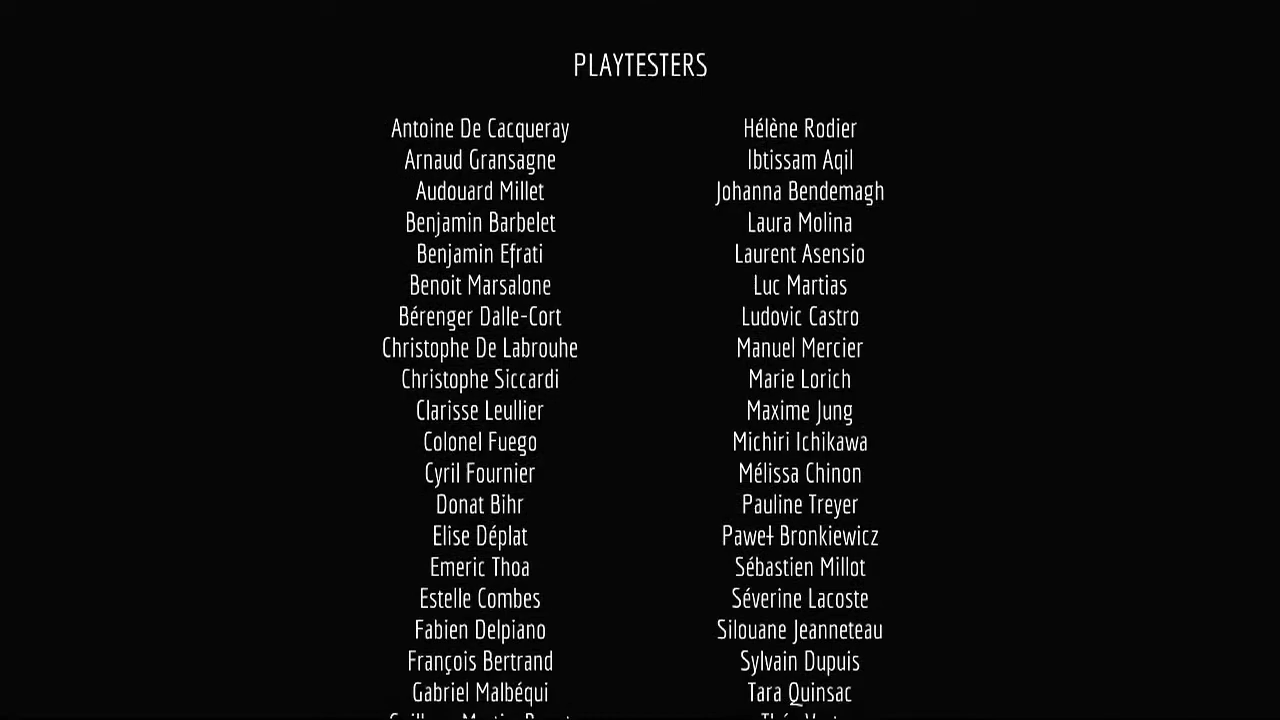 PLAYTESTERS
Antoine De Cacqueray
Arnaud Gransagne
Audouard Millet
Benjamin Barbelet
Benjamin Efrati
Benoit Marsalone
Bérenger Dalle-Cort
Christophe De Labrouhe
Christophe Siccardi
Clarisse Leullier
Colonel Fuego
Cyril Fournier
Donat Bihr
Elise Déplat
Emeric Thoa
Estelle Combes
Fabien Delpiano
François Bertrand
Gabriel Malbéqui
Hélène Rodier
Ibtissam Aqil
Johanna Bendemagh
Laura Molina
Laurent Asensio
Luc Martias
Ludovic Castro
Manuel Mercier
Marie Lorich
Maxime Jung
Michiri Ichikawa
Mélissa Chinon
Pauline Treyer
Paweł Bronkiewicz
Sébastien Millot
Séverine Lacoste
Silouane Jeanneteau
Sylvain Dupuis
Tara Quinsac